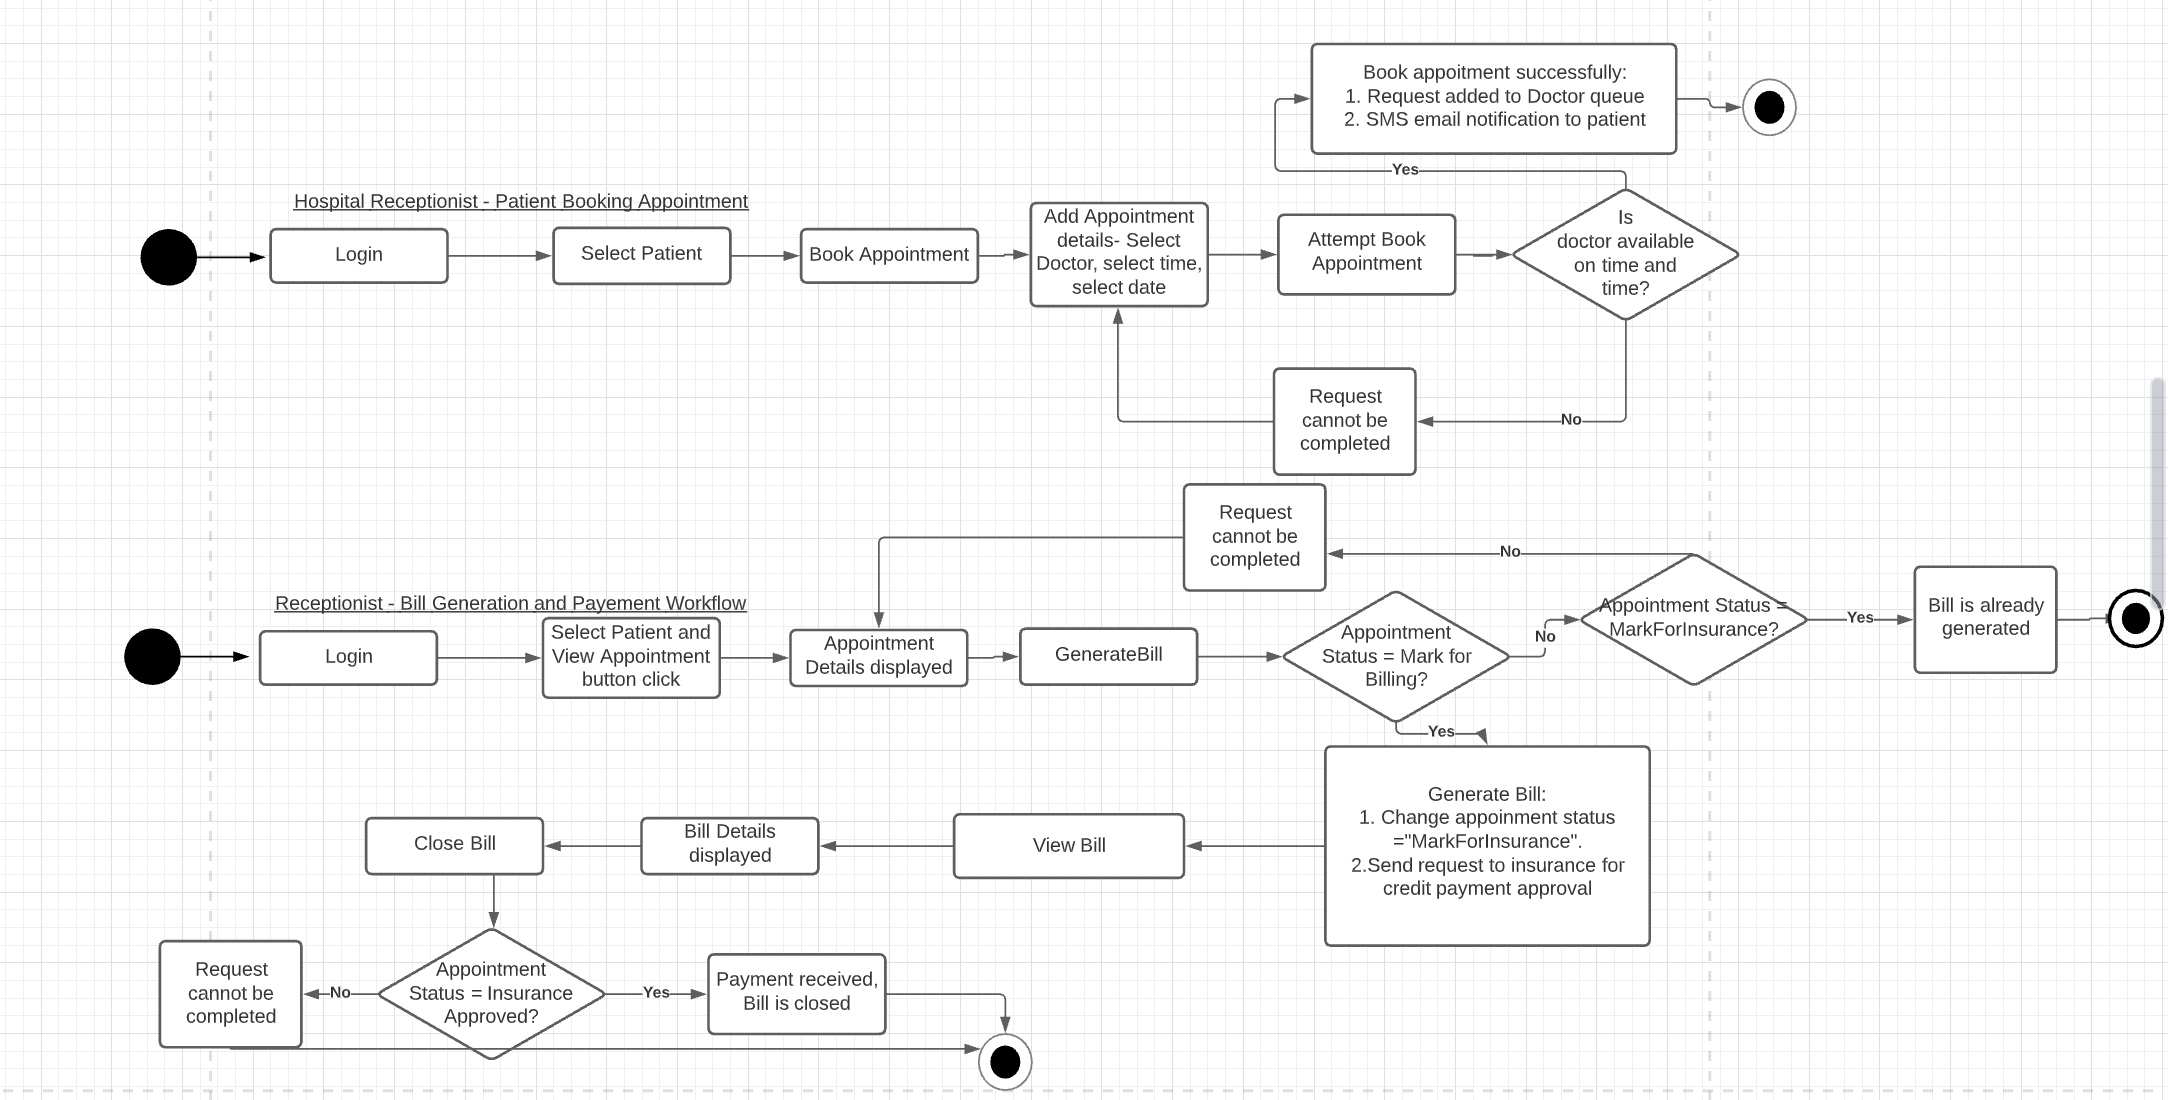 Book appoitment successfully:
1. Request added to Doctor queue
2. SMS email notification to patient
Yes
Hospital Receptionist - Patient Booking Appointment
Login
Select Patient
Book Appointment
Add Appointment
details- Select
Doctor, select time,
select date
Attempt Book
Appointment
Is
doctor available
on time and
time?
No
Request
cannot be
completed
Request
cannot be
completed
No
Receptionist - Bill Generation and Payement Workflow
Login
Select Patient and
View Appointment
button click
Appointment
Details displayed
GenerateBill
Appointment
Status = Mark for
Billing?
No
Appointment Status =
MarkForInsurance?
Yes
Bill is already
generated
Yes
Generate Bill:
1. Change appoinment status
="MarkForInsurance".
2.Send request to insurance for
credit payment approval
View Bill
Bill Details
displayed
Close Bill
Appointment
Status = Insurance
Approved?
No
Request
cannot be
completed
Yes
Payment received,
Bill is closed